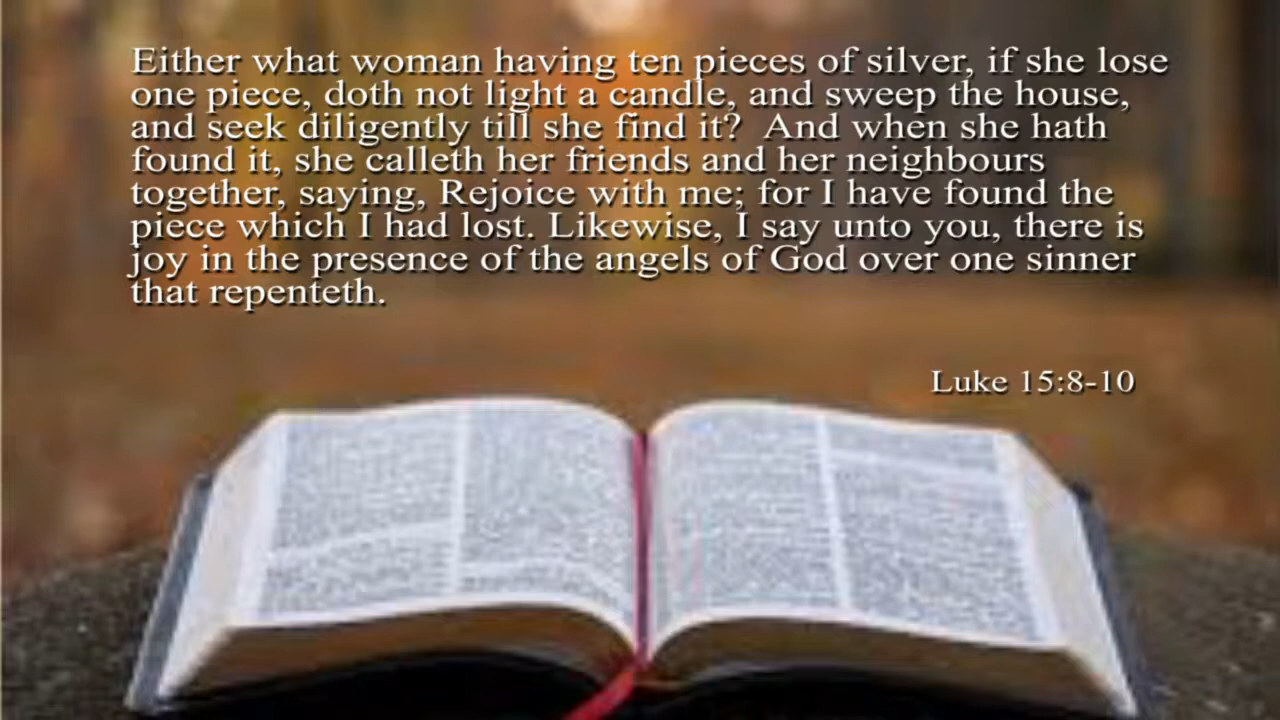 Either what woman having ten pieces of silver, if she lose
one piece, doth not light a candle, and sweep the house,
and seek diligently till she find it?  And when she hath
found it, she calleth her friends and her neighbours
together, saying, Rejoice with me; for I have found the
piece which I had lost. Likewise, I say unto you, there is
joy in the presence of the angels of God over one sinner
that repenteth.
Luke 15:8-10